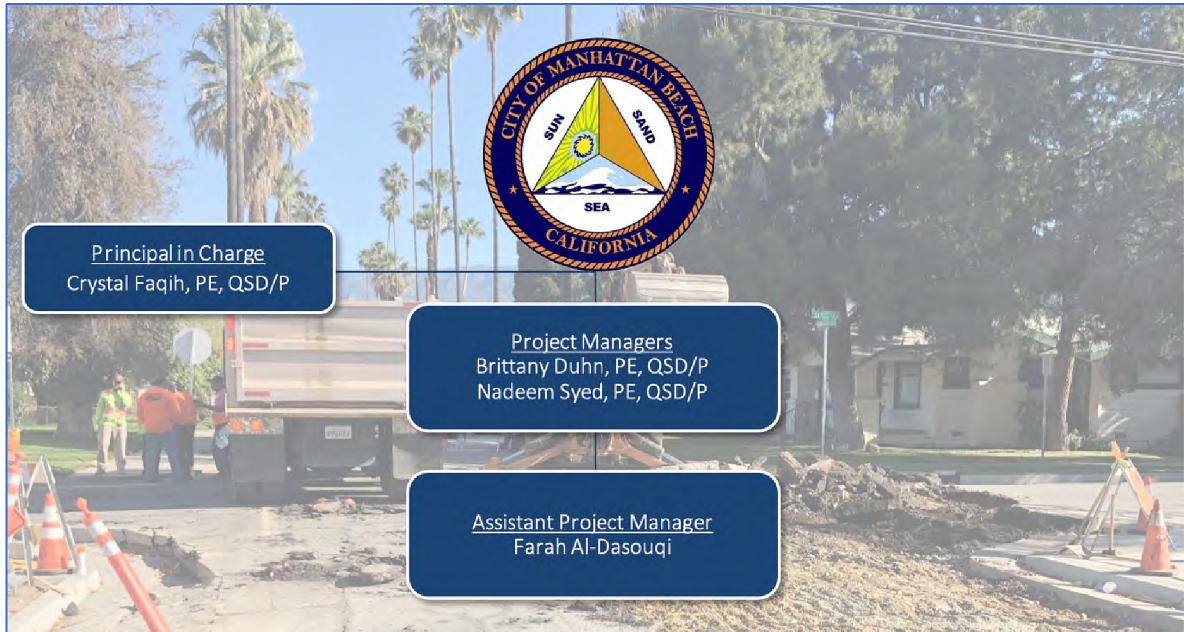 CITY OF MANHATTAN BEACH
SUN
SAND
SEA
CALIFORNIA
Principal in Charge
Crystal Faqih, PE, QSD/P
Project Managers
Brittany Duhn, PE, QSD/P
Nadeem Syed, PE, QSD/P
Assistant Project Manager
Farah Al-Dasouqi